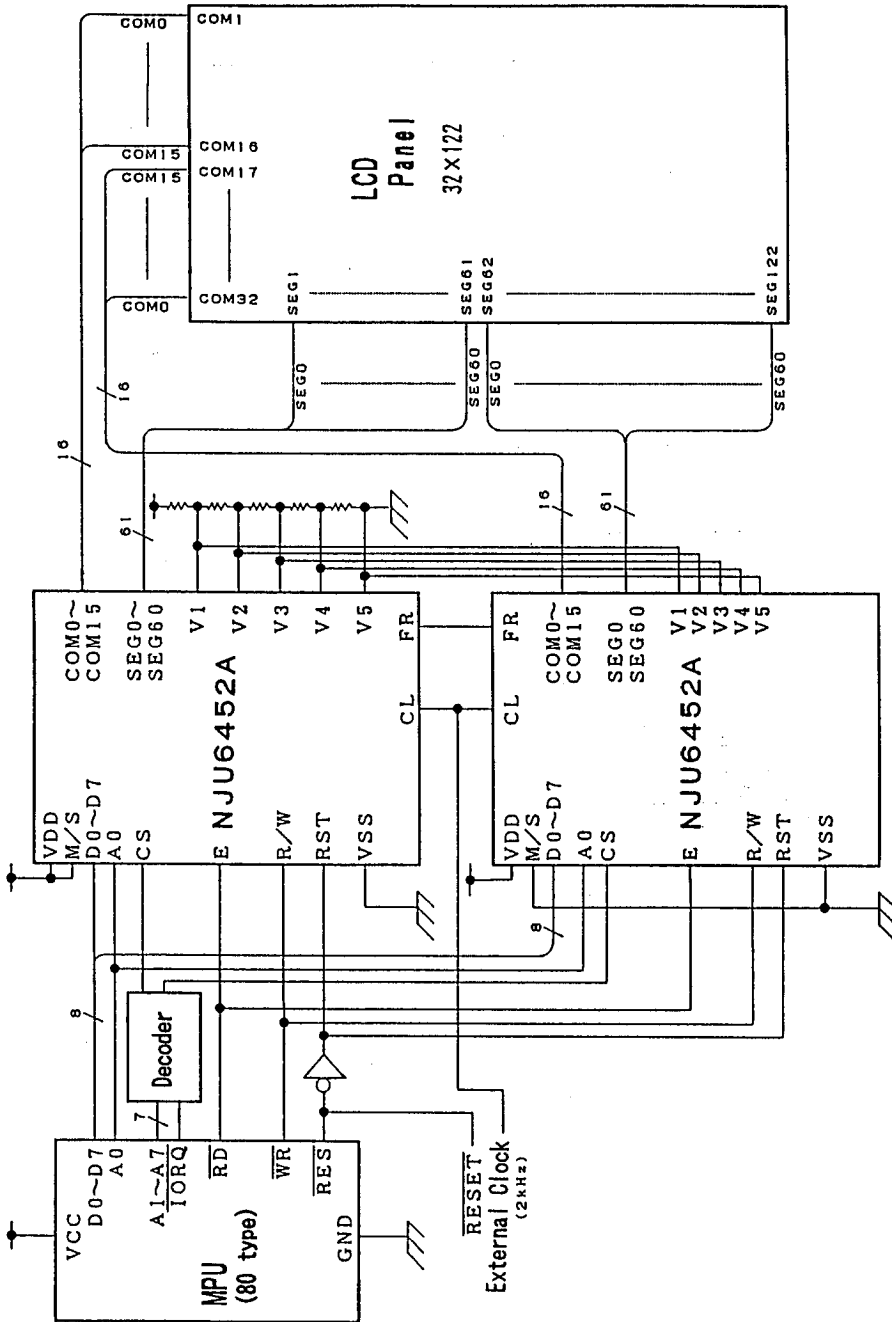 VCC
D0~D7
A0
A1~A7
IORQ
RD
WR
RES
GND
MPU
(80 type)
8
7
Decoder
RESET
External Clock
(2kHz)
VDD
M/S
D0~D7
A0
CS
E
R/W
RST
VSS
NJU6452A
COM0~
COM15
SEG0~
SEG60
V1
V2
V3
V4
V5
CL
FR
8
VDD
M/S
D0~D7
A0
CS
E
R/W
RST
VSS
NJU6452A
CL
FR
COM0~
COM15
SEG0
SEG60
V1
V2
V3
V4
V5
16
61
16
16
61
COM0
COM15
COM15
COM0
SEG0
SEG60
SEG0
SEG60
COM1
COM16
COM17
COM32
SEG1
SEG61
SEG62
SEG122
LCD
Panel
32×122